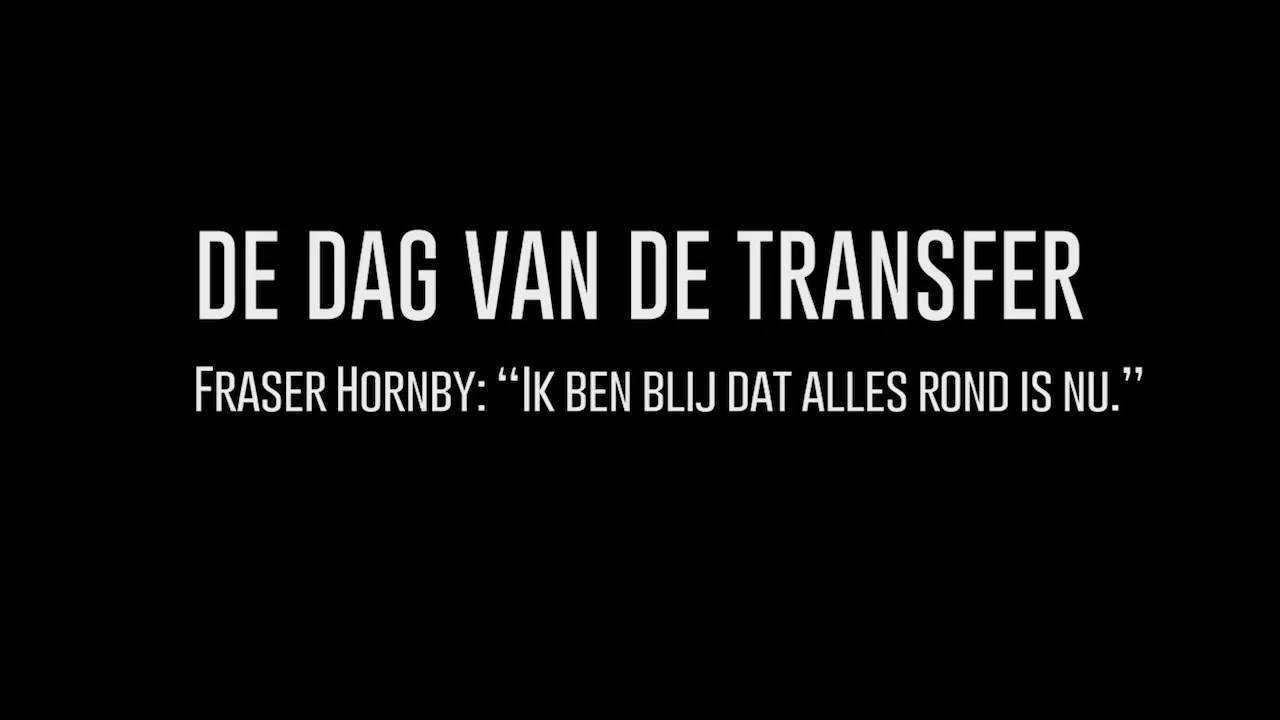 DE DAG VAN DE TRANSFER
FRASER HORNBY: “IK BEN BLIJ DAT ALLES ROND IS NU.”